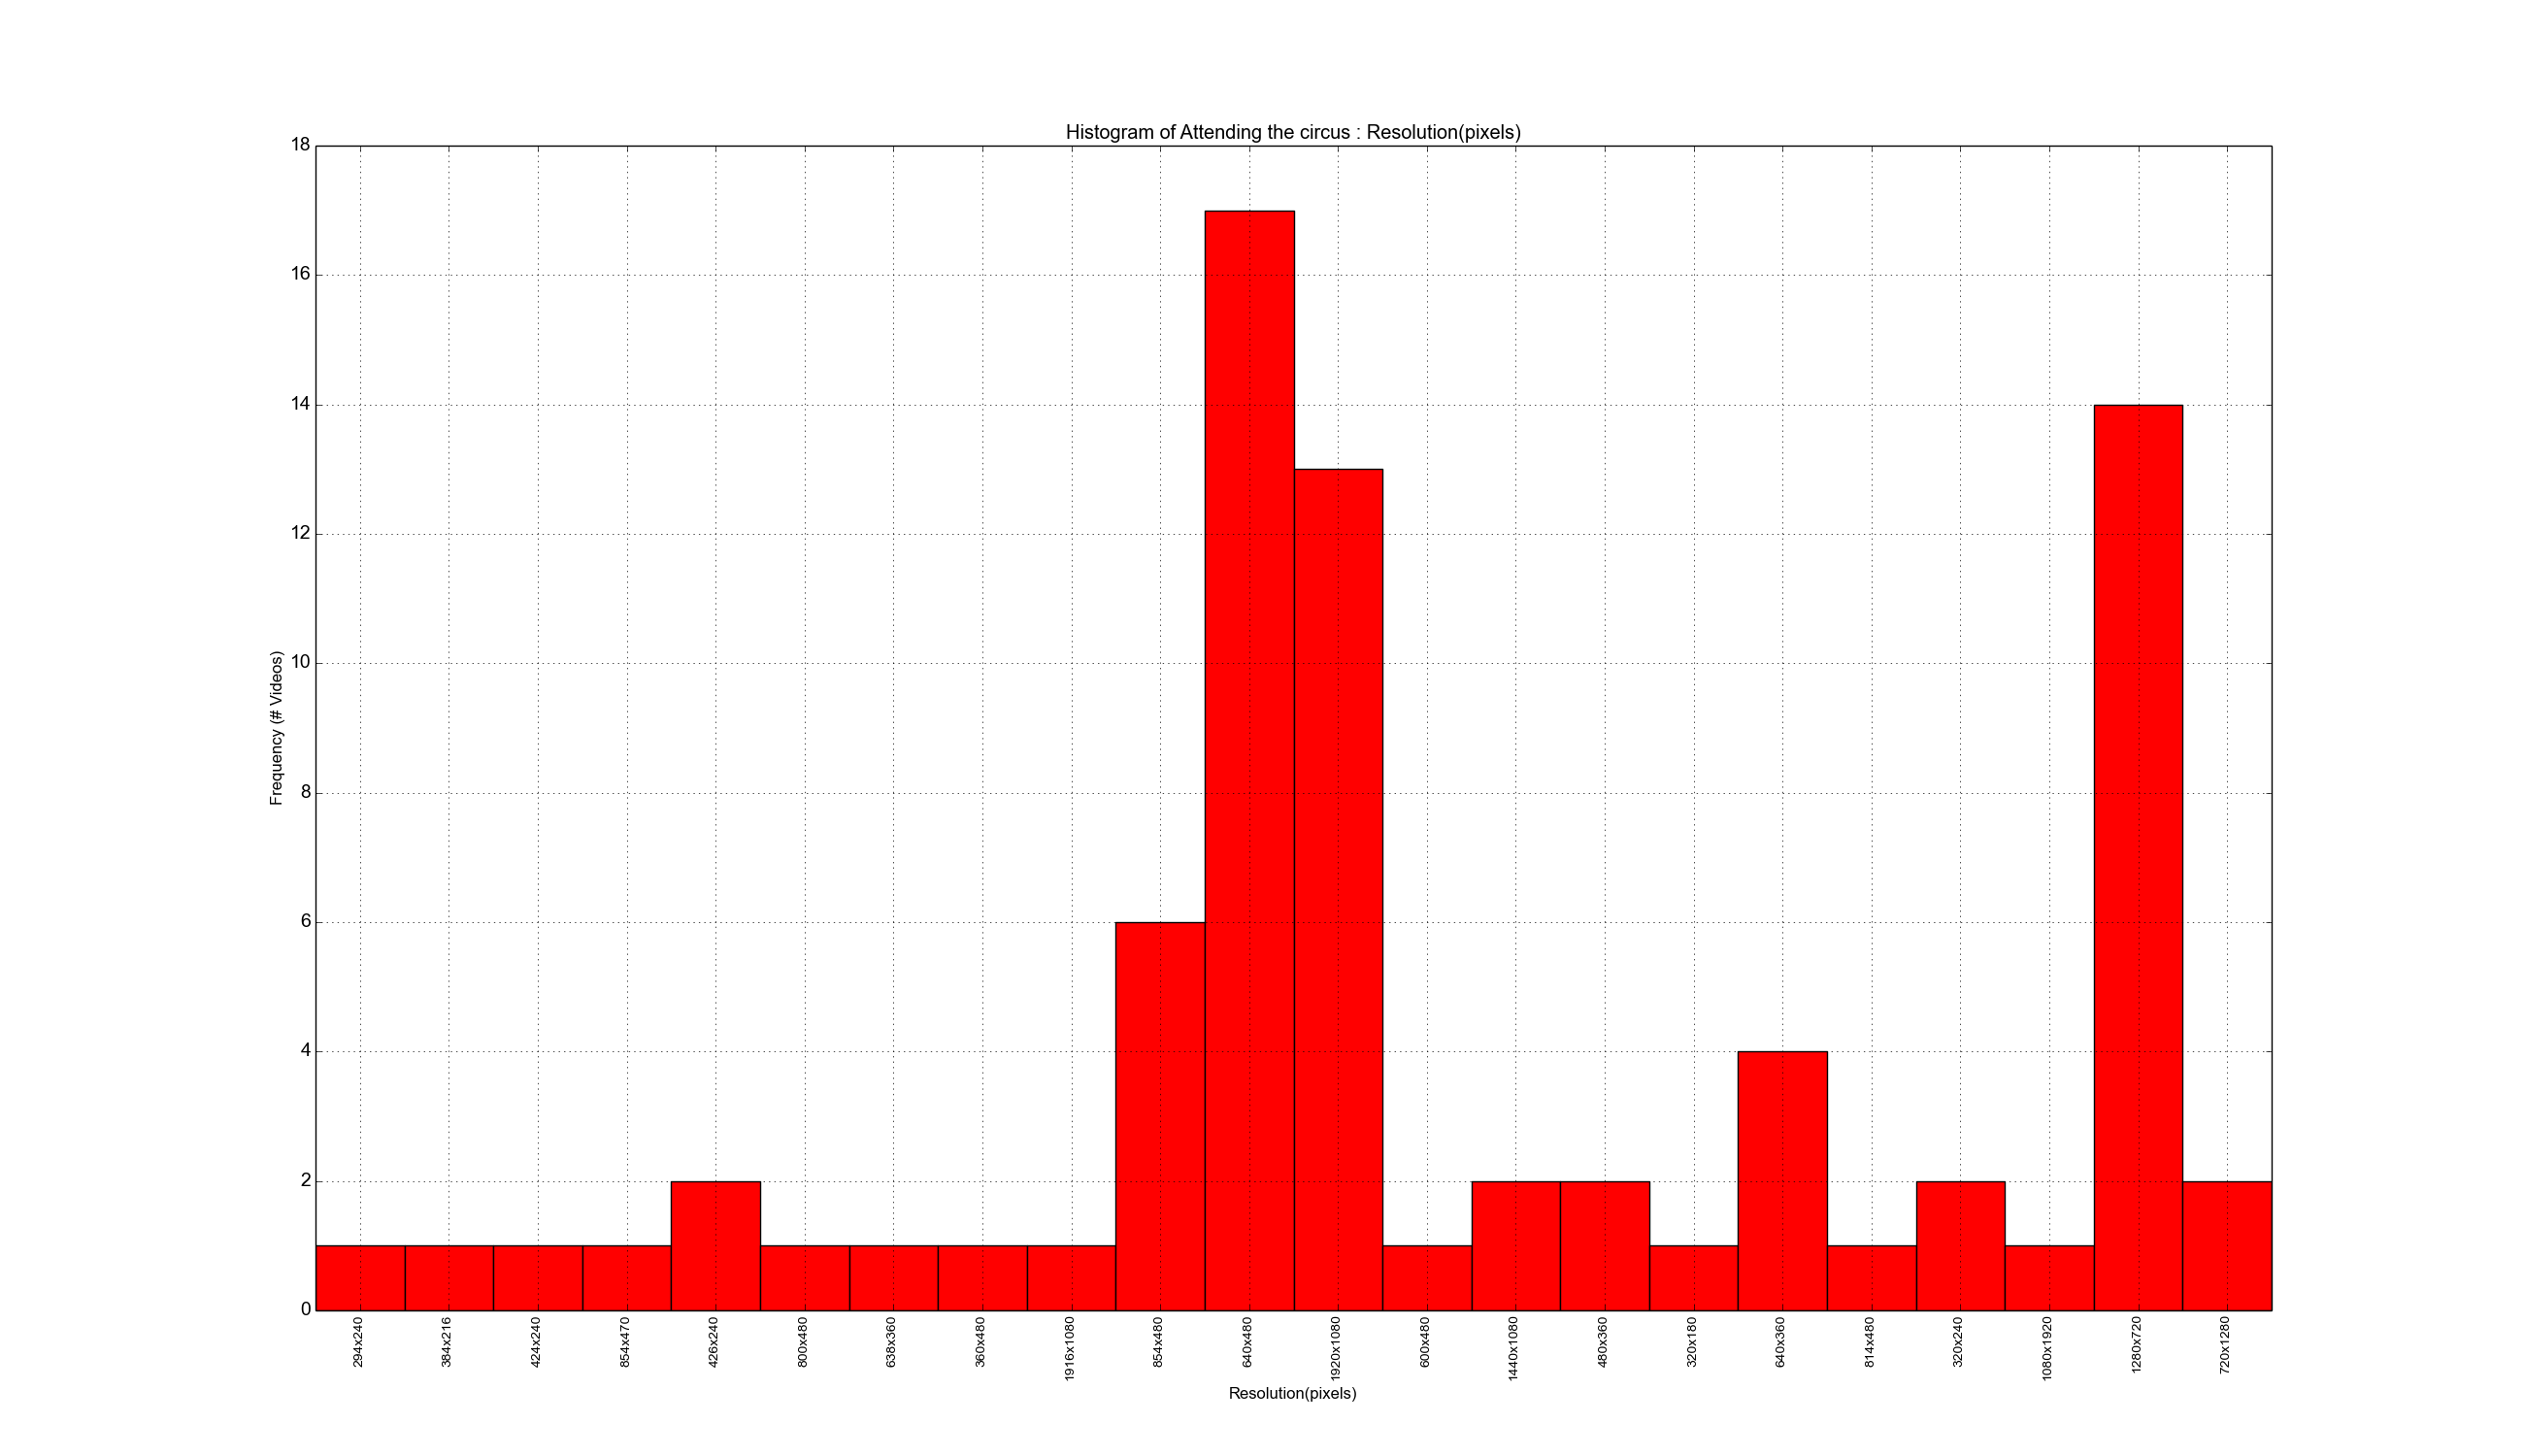 Histogram of Attending the circus : Resolution(pixels)
18
16
14
12
10
8
6
4
2
0
Frequency (# Videos)
294x240
384x216
424x240
854x470
426x240
800x480
638x360
360x480
1916x1080
854x480
640x480
1920x1080
600x480
1440x1080
480x360
320x180
640x360
814x480
320x240
1080x1920
1280x720
720x1280
Resolution(pixels)